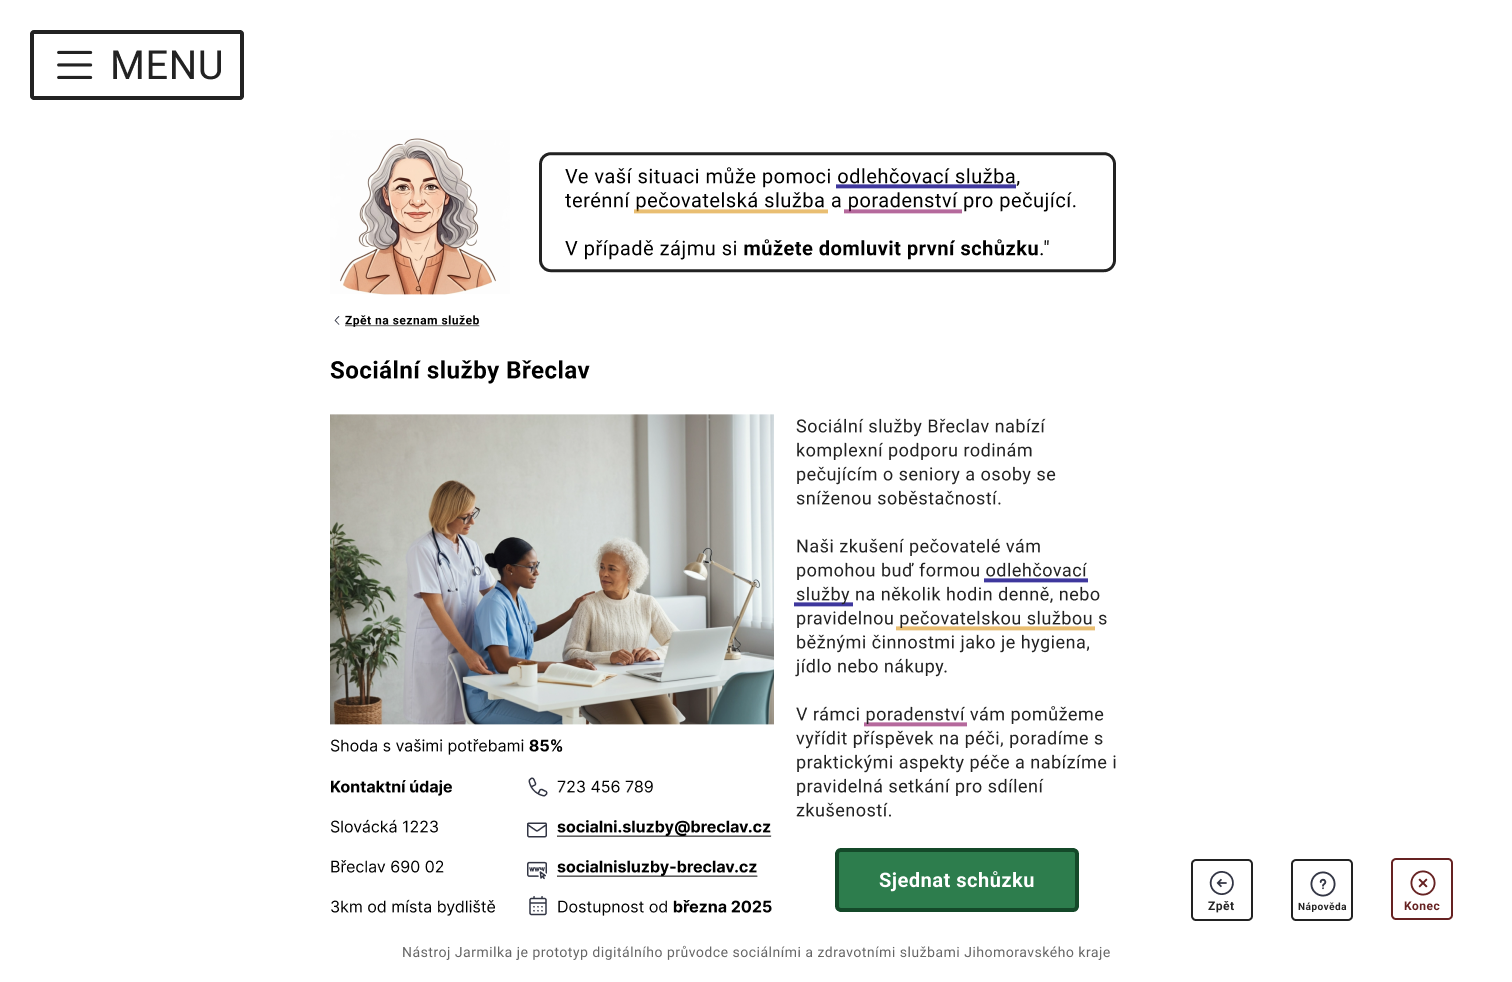 MENU
Ve vaší situaci může pomoci odlehčovací služba,
terénní pečovatelská služba a poradenství pro pečující.
V případě zájmu si můžete domluvit první schůzku."
Zpět na seznam služeb
Sociální služby Břeclav
Sociální služby Břeclav nabízí
komplexní podporu rodinám
pečujícím o seniory a osoby se
sníženou soběstačností.
Naši zkušení pečovatelé vám
pomohou buď formou odlehčovací
služby na několik hodin denně, nebo
pravidelnou pečovatelskou službou s
běžnými činnostmi jako je hygiena,
jídlo nebo nákupy.
V rámci poradenství vám pomůžeme
vyřídit příspěvek na péči, poradíme s
praktickými aspekty péče a nabízíme i
pravidelná setkání pro sdílení
zkušeností.
Shoda s vašimi potřebami 85%
Kontaktní údaje
723 456 789
Slovácká 1223
socialni.sluzby@breclav.cz
Břeclav 690 02
www
socialnisluzby-breclav.cz
3km od místa bydliště
Dostupnost od března 2025
Sjednat schůzku
Zpět
Nápověda
Konec
Nástroj Jarmilka je prototyp digitálního průvodce sociálními a zdravotními službami Jihomoravského kraje